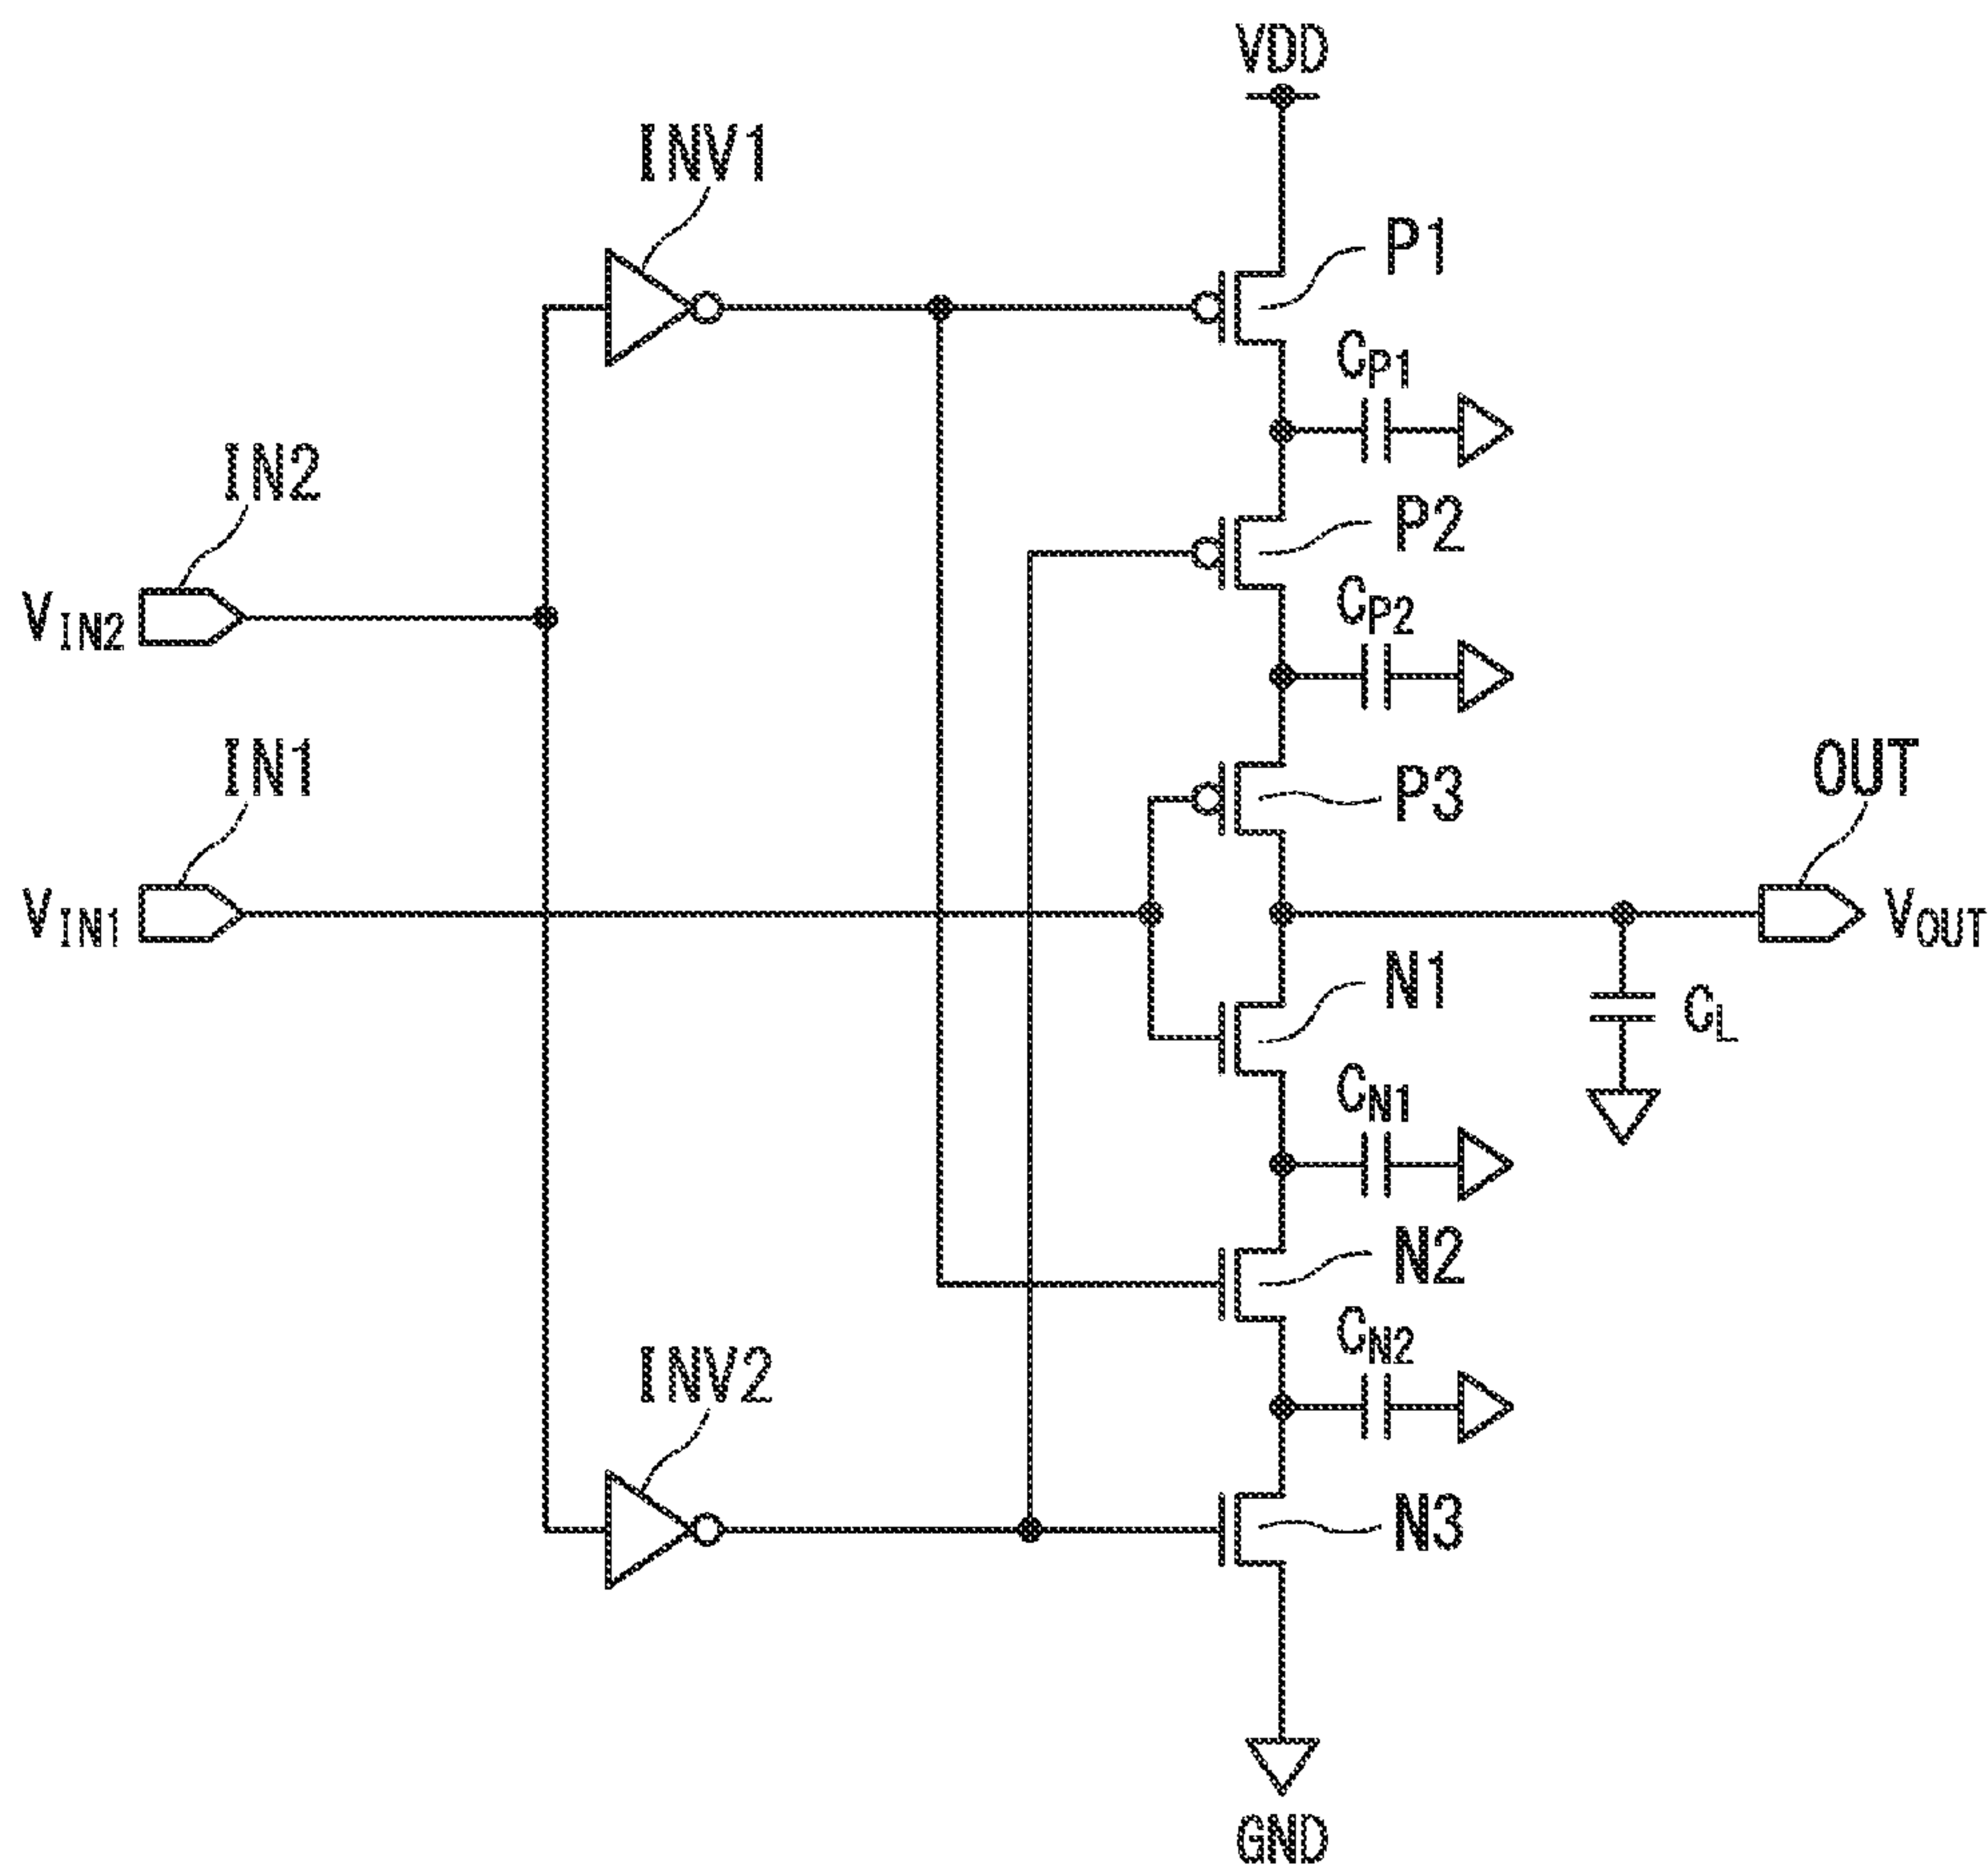 VDD
INV1
P1
CP1
IN2
P2
VIN2
CP2
IN1
P3
OUT
VIN1
VOUT
N1
CL
CN1
N2
CN2
INV2
N3
GND